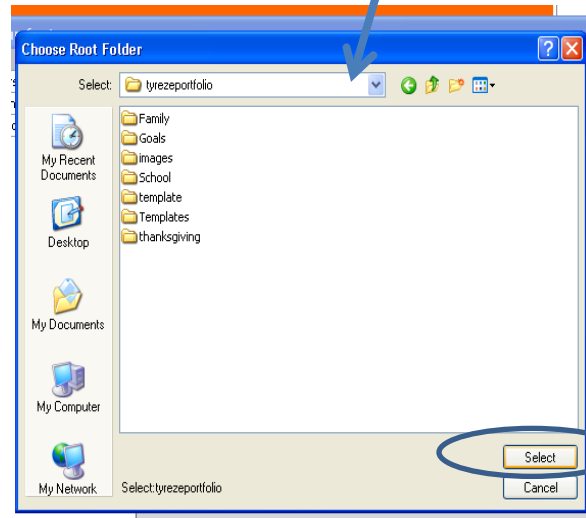 Choose Root Folder
Select: tyrezeportfolio
Family
Goals
images
School
template
Templates
thanksgiving
My Recent
Documents
Desktop
My Documents
My Computer
My Network
Select:tyrezeportfolio
Select
Cancel